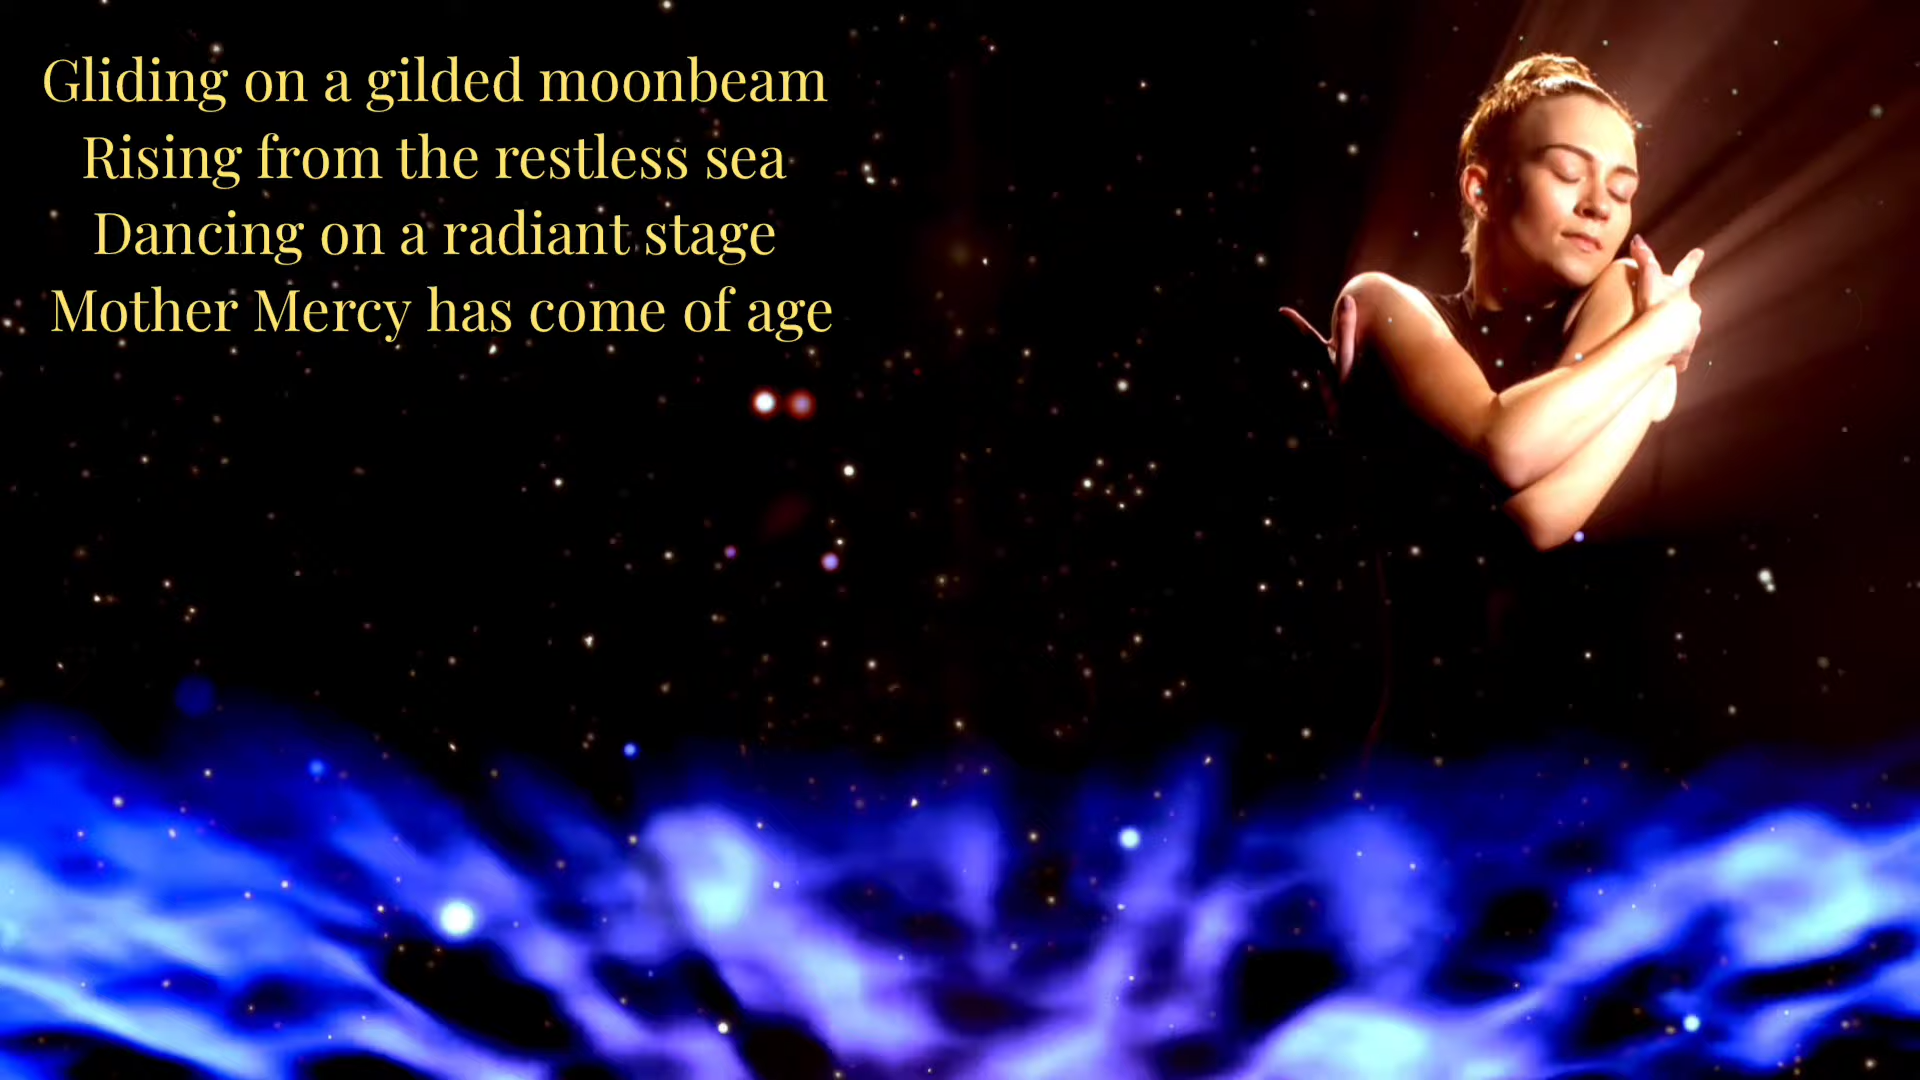 Gliding on a gilded moonbeam
Rising from the restless sea
Dancing on a radiant stage
Mother Mercy has come of age